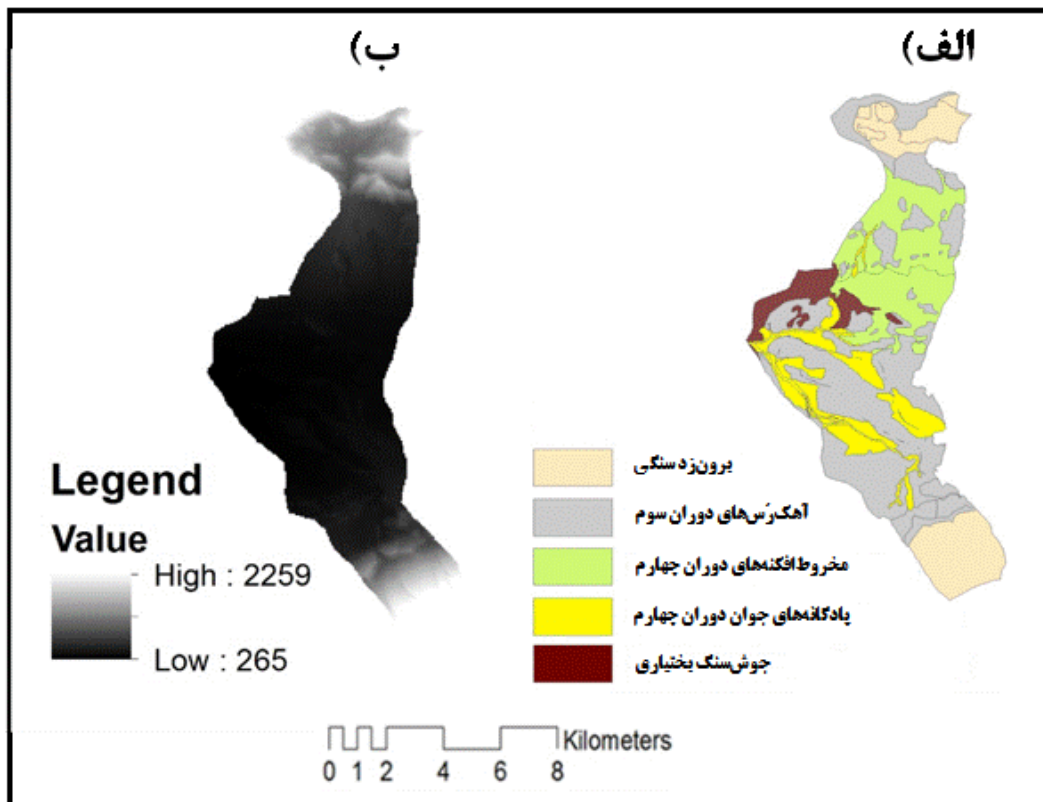 الف)
ب)
برون‌زد سنگی
آهک‌رُس‌های دوران سوم
مخروط‌افکنه‌های دوران چهارم
پادگانه‌های جوان دوران چهارم
جوش‌سنگ بختیاری
Legend
Value
High : 2259
Low : 265
Kilometers
0 1 2 4 6 8